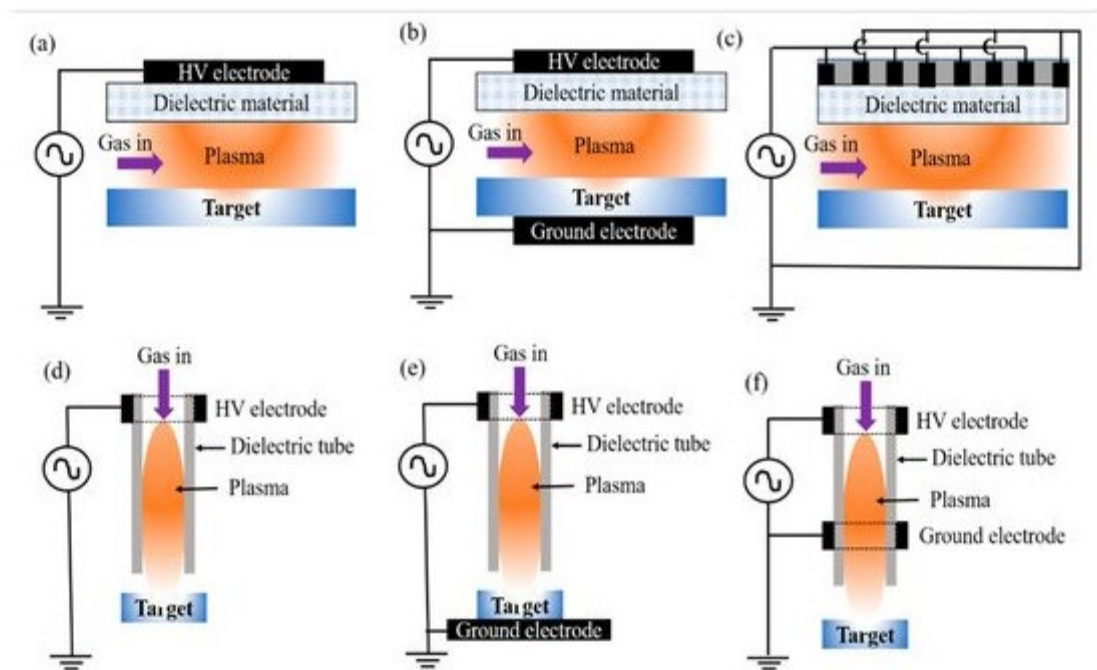 (a)
HV electrode
Dielectric material
Gas in
Plasma
Target
(b)
HV electrode
Dielectric material
Gas in
Plasma
Target
Ground electrode
(c)
Dielectric material
Gas in
Plasma
Target
(d)
Gas in
HV electrode
Dielectric tube
Plasma
Target
(e)
Gas in
HV electrode
Dielectric tube
Plasma
Target
Ground electrode
(f)
Gas in
HV electrode
Dielectric tube
Plasma
Ground electrode
Target